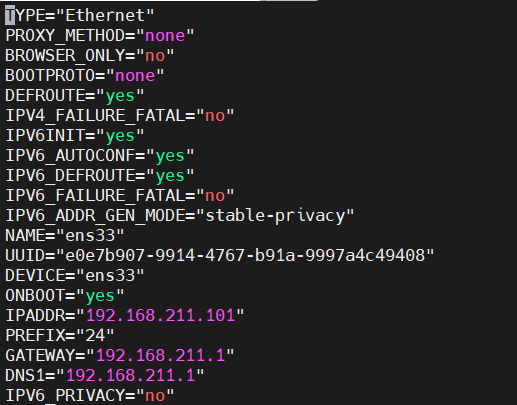 TYPE="Ethernet"
PROXY_METHOD="none"
BROWSER_ONLY="no"
BOOTPROTO="none"
DEFROUTE="yes"
IPV4_FAILURE_FATAL="no"
IPV6INIT="yes"
IPV6_AUTOCONF="yes"
IPV6_DEFROUTE="yes"
IPV6_FAILURE_FATAL="no"
IPV6_ADDR_GEN_MODE="stable-privacy"
NAME="ens33"
UUID="e0e7b907-9914-4767-b91a-9997a4c49408"
DEVICE="ens33"
ONBOOT="yes"
IPADDR="192.168.211.101"
PREFIX="24"
GATEWAY="192.168.211.1"
DNS1="192.168.211.1"
IPV6_PRIVACY="no"